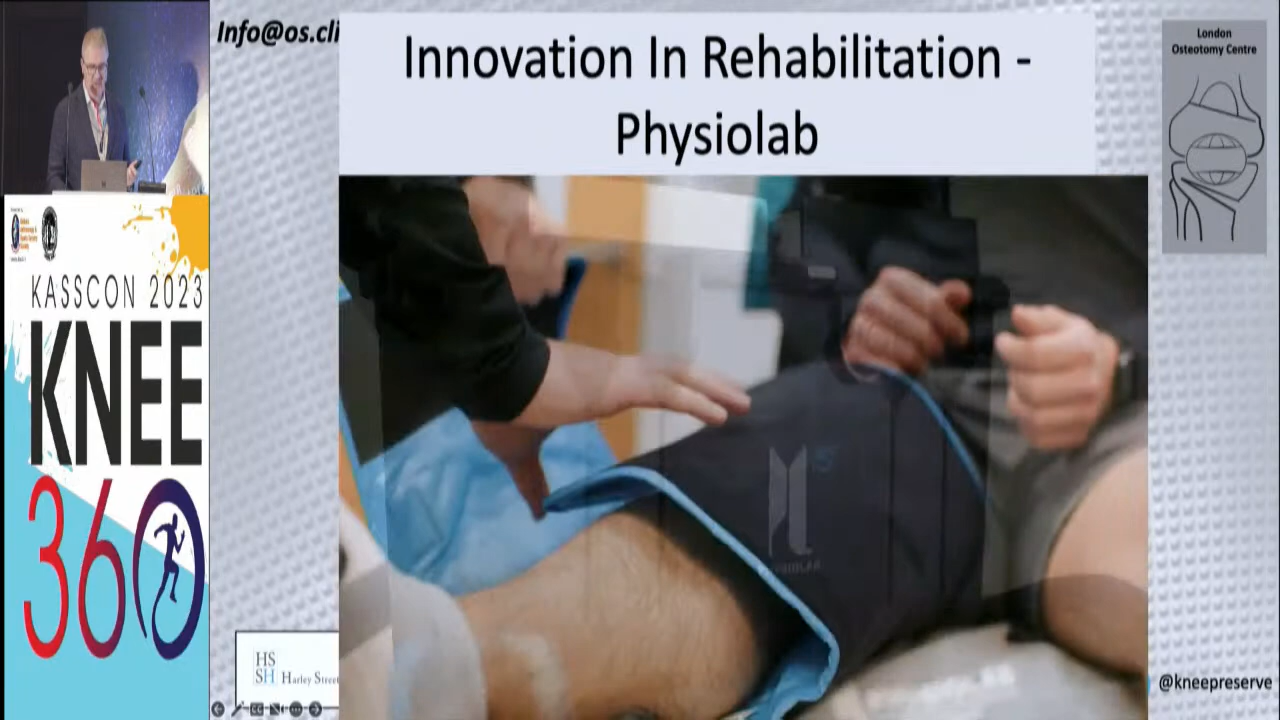 Info@os.cli
Innovation In Rehabilitation -
Physiolab
London
Osteotomy Centre
KASSCON 2023
KNEE
360
HS
SH Harley Street
@kneepreserve